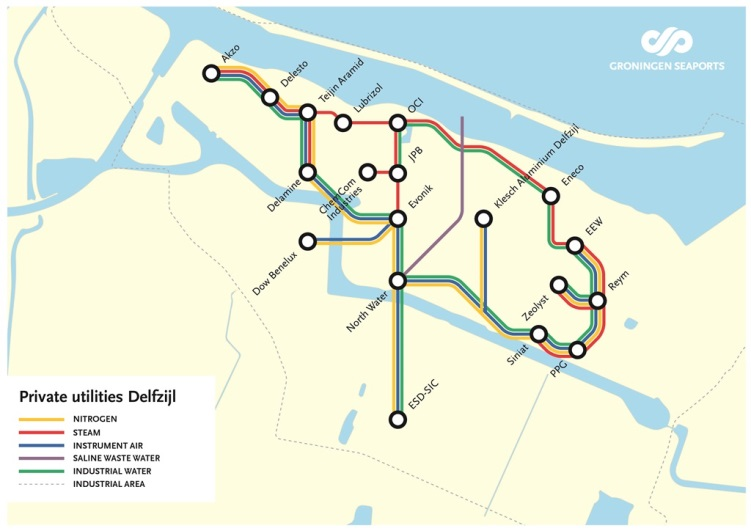 GRONINGEN SEAPORTS
Akzo
Delesto
Teijin Aramid
Lubrizol
OCI
JPB
Delamine
ChemCom
Industries
Evonik
Klesch Aluminium Delfzijl
Eneco
EEW
Dow Benelux
North Water
Zeolyst
Reym
Siniat
PPG
ESD-SIC
Private utilities Delfzijl
NITROGEN
STEAM
INSTRUMENT AIR
SALINE WASTE WATER
INDUSTRIAL WATER
INDUSTRIAL AREA